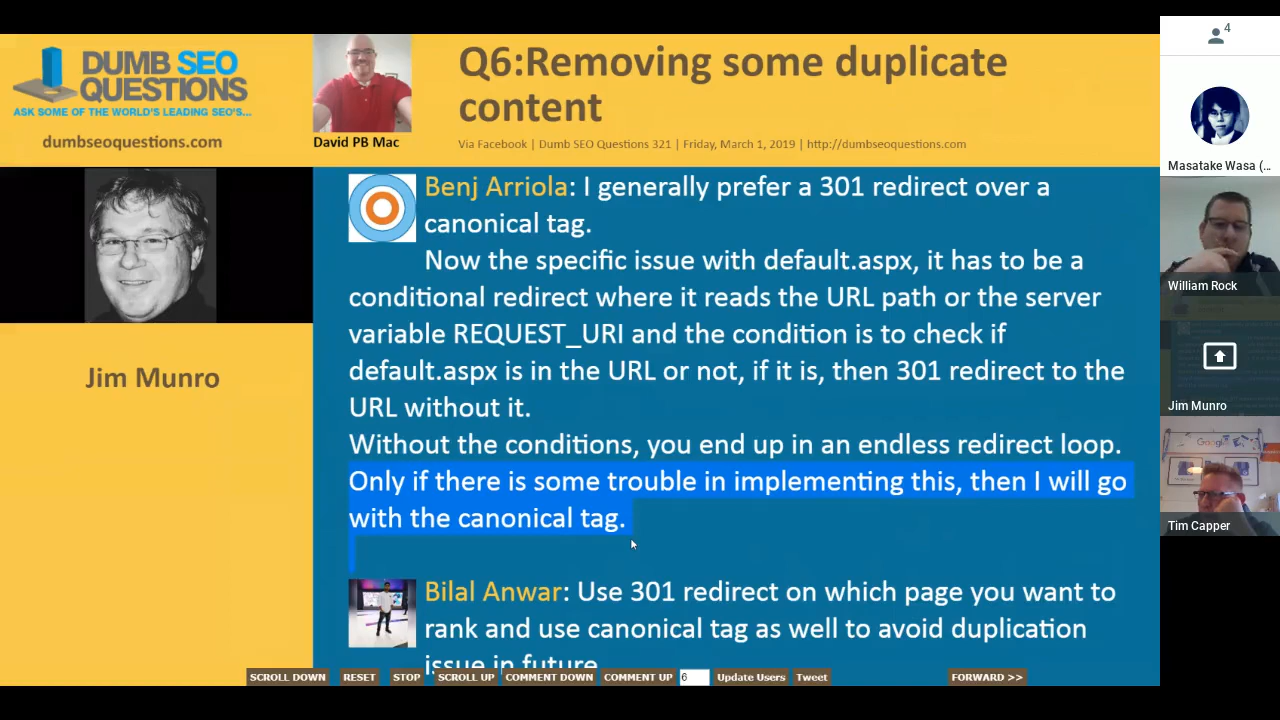 DUMB SEO
QUESTIONS
ASK SOME OF THE WORLD'S LEADING SEO'S...
dumbseoquestions.com
David PB Mac
Q6:Removing some duplicate
content
Via Facebook | Dumb SEO Questions 321 | Friday, March 1, 2019 | http://dumbseoquestions.com
Jim Munro
Benj Arriola: I generally prefer a 301 redirect over a
canonical tag.
Now the specific issue with default.aspx, it has to be a
conditional redirect where it reads the URL path or the server
variable REQUEST_URI and the condition is to check if
default.aspx is in the URL or not, if it is, then 301 redirect to the
URL without it.
Without the conditions, you end up in an endless redirect loop.
Only if there is some trouble in implementing this, then I will go
with the canonical tag.
Bilal Anwar: Use 301 redirect on which page you want to
rank and use canonical tag as well to avoid duplication
issue in future
SCROLL DOWN RESET STOP SCROLL UP COMMENT DOWN COMMENT UP 6 Update Users Tweet FORWARD >>
4
Masatake Wasa (...
William Rock
Jim Munro
Google
Tim Capper